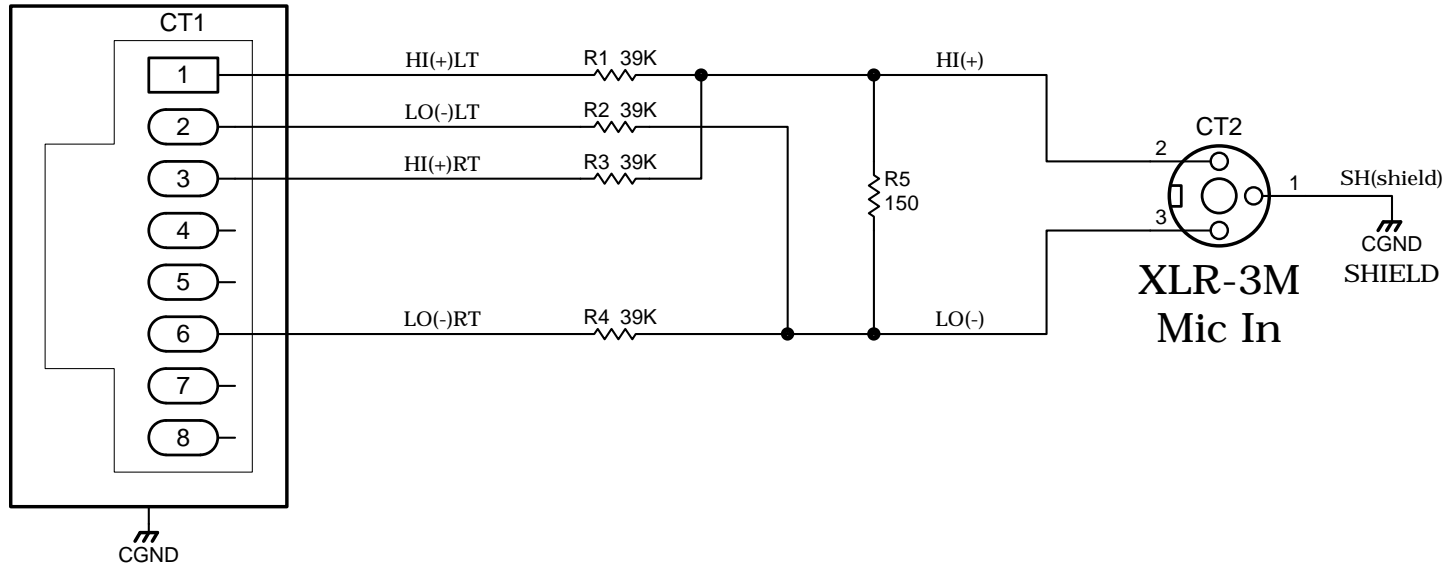 CT1
1
HI(+)LT
R1 39K
HI(+)
2
LO(-)LT
R2 39K
CT2
3
HI(+)RT
R3 39K
2
R5
150
1
SH(shield)
4
3
CGND
SHIELD
5
XLR-3M
Mic In
6
LO(-)RT
R4 39K
LO(-)
7
8
CGND